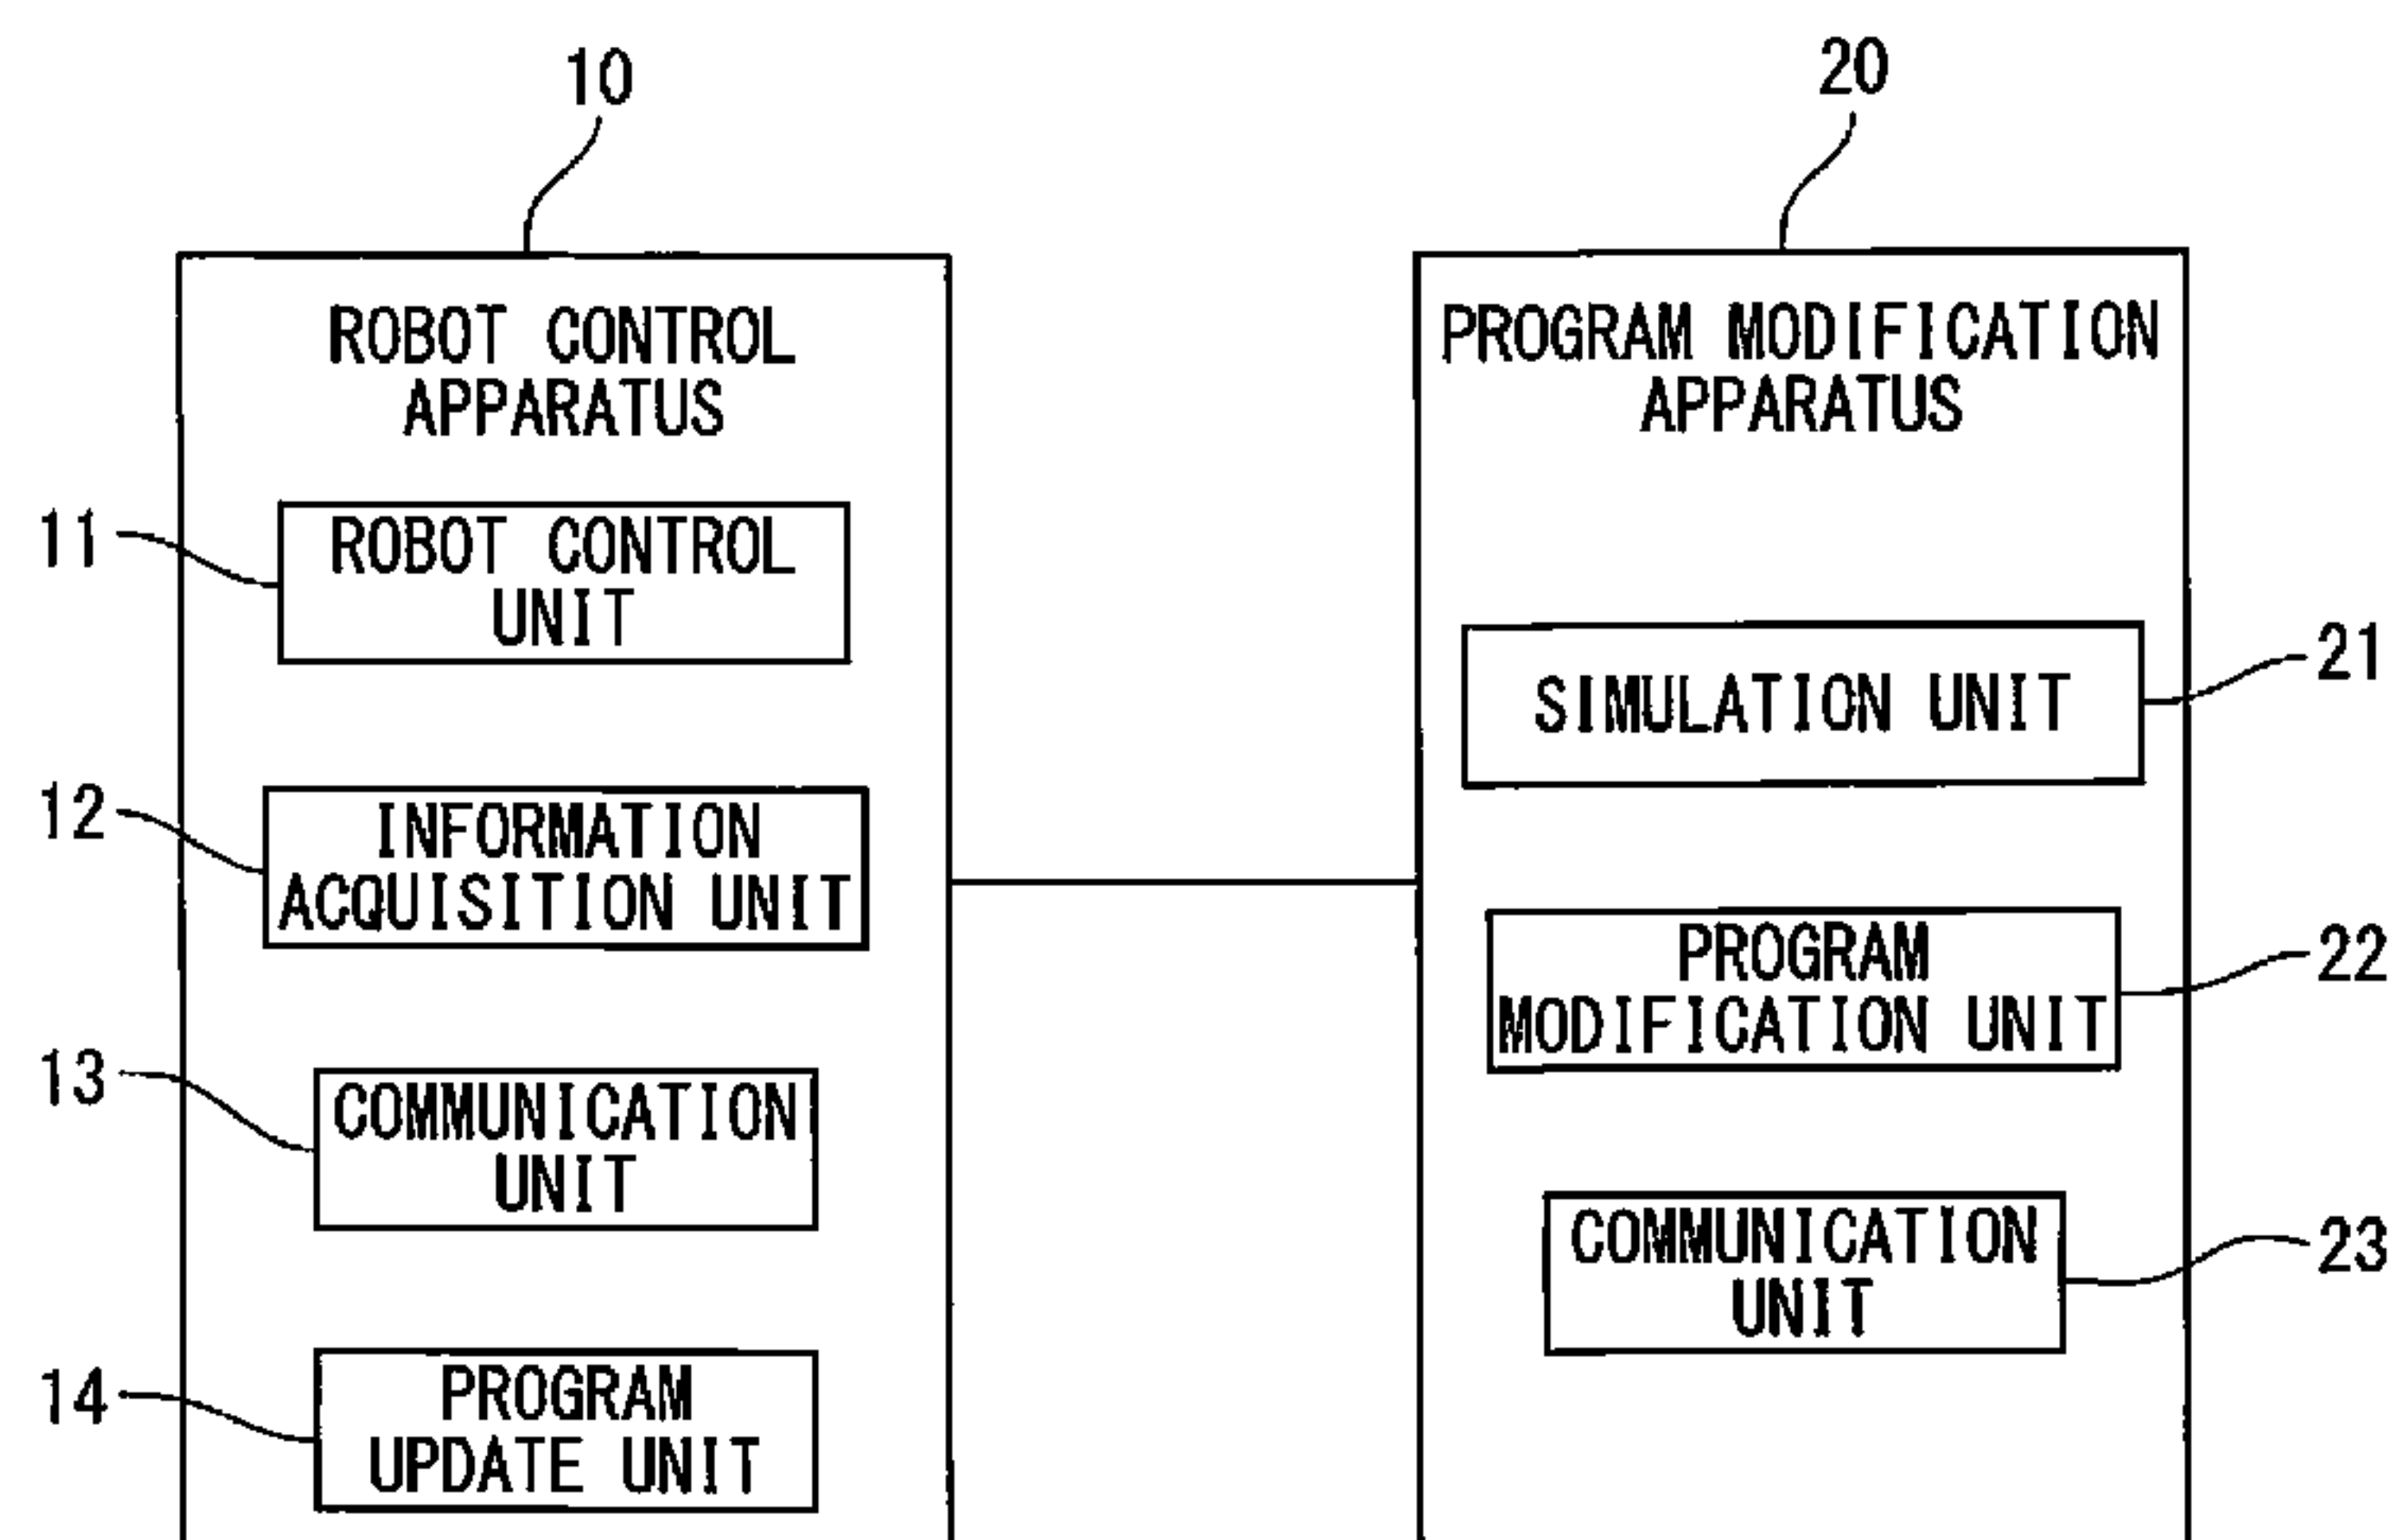 10
ROBOT CONTROL
APPARATUS
11
ROBOT CONTROL
UNIT
12
INFORMATION
ACQUISITION UNIT
13
COMMUNICATION
UNIT
14
PROGRAM
UPDATE UNIT
20
PROGRAM MODIFICATION
APPARATUS
SIMULATION UNIT
21
PROGRAM
MODIFICATION UNIT
22
COMMUNICATION
UNIT
23